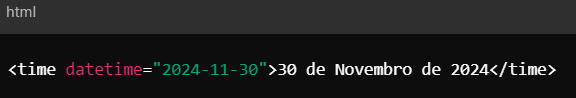 html
<time datetime="2024-11-30">30 de Novembro de 2024</time>